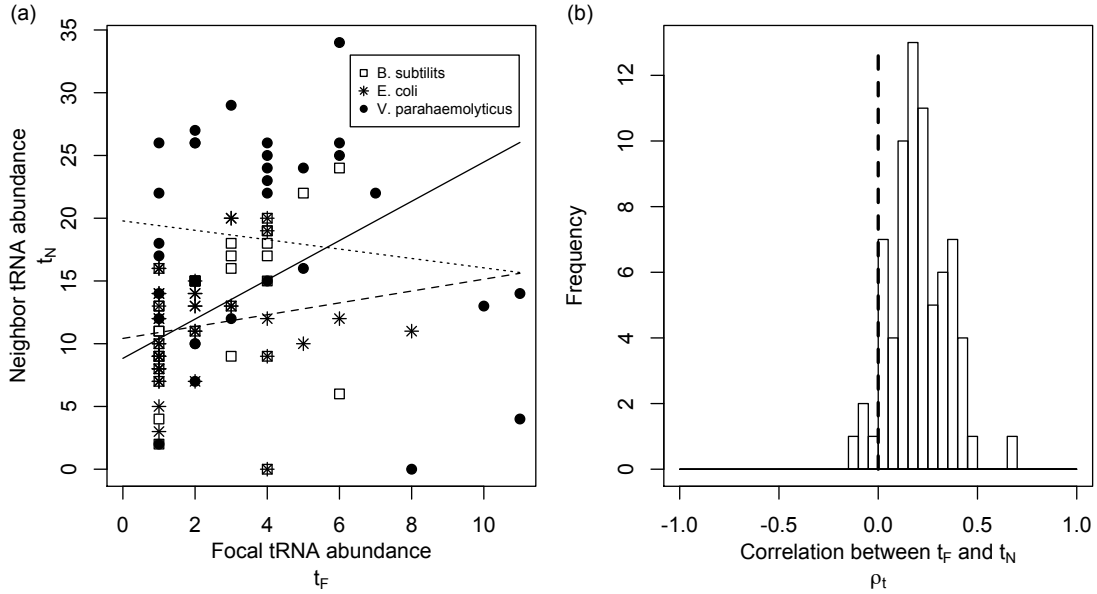 (a)
35
30
25
20
15
10
5
0
Neighbor tRNA abundance
tN
B. subtilits
E. coli
V. parahaemolyticus
0 2 4 6 8 10
Focal tRNA abundance
tF
(b)
12
10
8
6
4
2
0
Frequency
-1.0 -0.5 0.0 0.5 1.0
Correlation between tF and tN
ρt